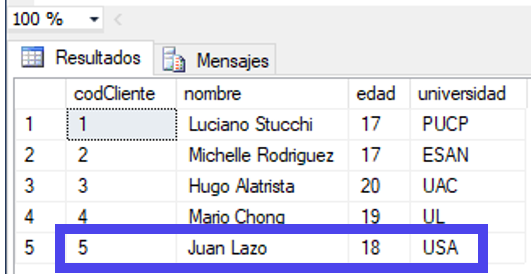 100 %
Resultados Mensajes
codCliente nombre edad universidad
1 1 Luciano Stucchi 17 PUCP
2 2 Michelle Rodriguez 17 ESAN
3 3 Hugo Alatrista 20 UAC
4 4 Mario Chong 19 UL
5 5 Juan Lazo 18 USA